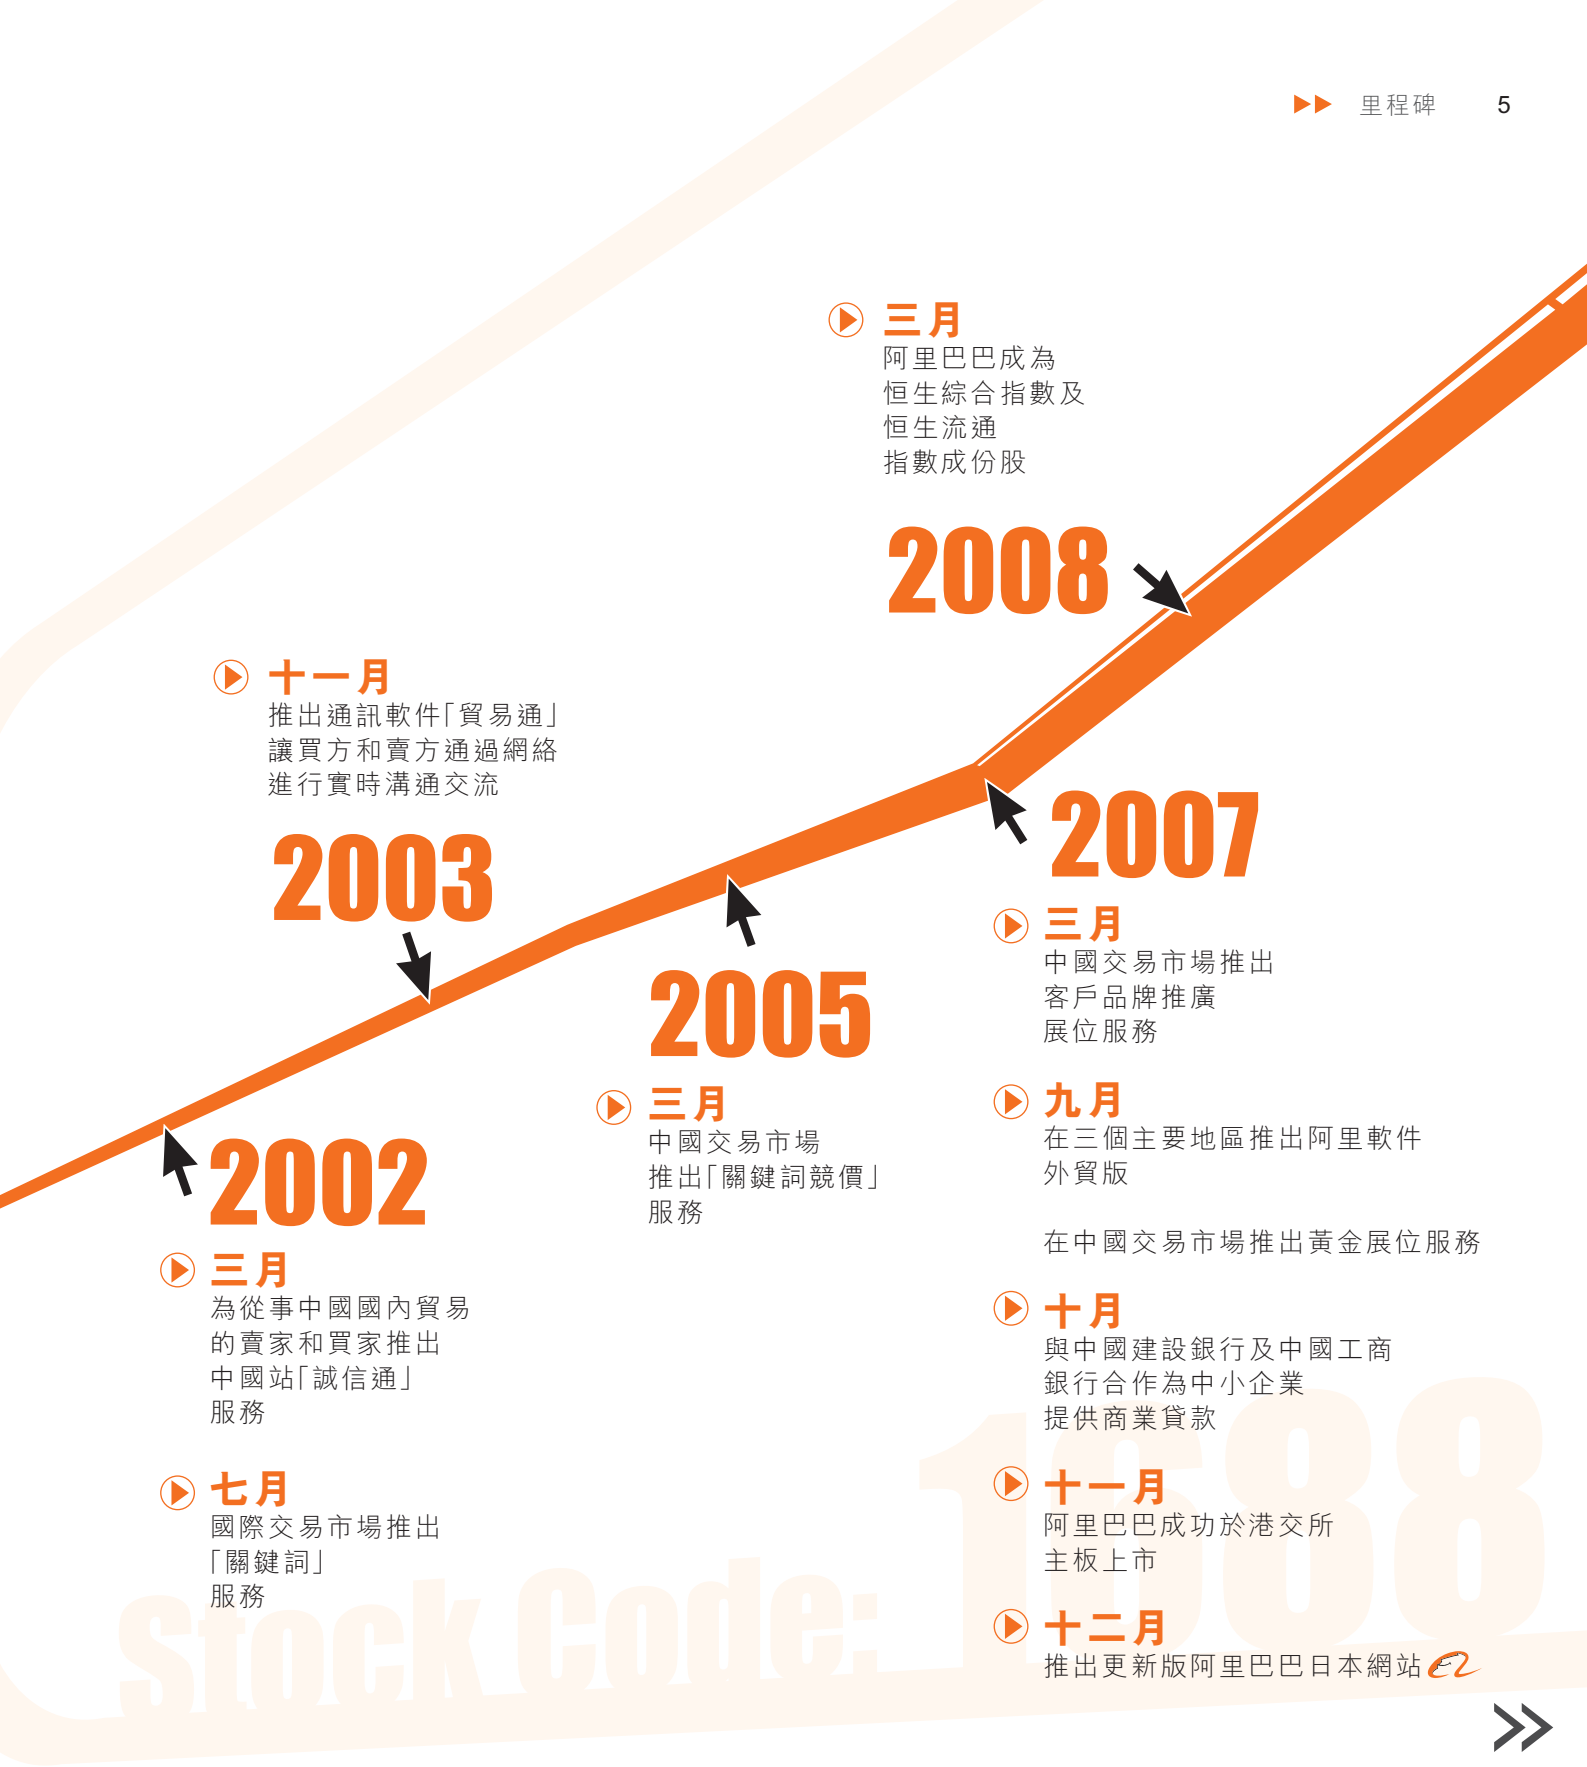 里程碑 5
三月
阿里巴巴成為
恒生綜合指數及
恒生流通
指數成份股
2008
十一月
推出通訊軟件「貿易通」
讓買方和賣方通過網絡
進行實時溝通交流
2003
2007
三月
中國交易市場推出
客戶品牌推廣
展位服務
九月
在三個主要地區推出阿里軟件
外貿版
在中國交易市場推出黃金展位服務
十月
與中國建設銀行及中國工商
銀行合作為中小企業
提供商業貸款
十一月
阿里巴巴成功於港交所
主板上市
十二月
推出更新版阿里巴巴日本網站
2005
三月
中國交易市場
推出「關鍵詞競價」
服務
2002
三月
為從事中國國內貿易
的賣家和買家推出
中國站「誠信通」
服務
七月
國際交易市場推出
「關鍵詞」
服務
Stock Code: 1688